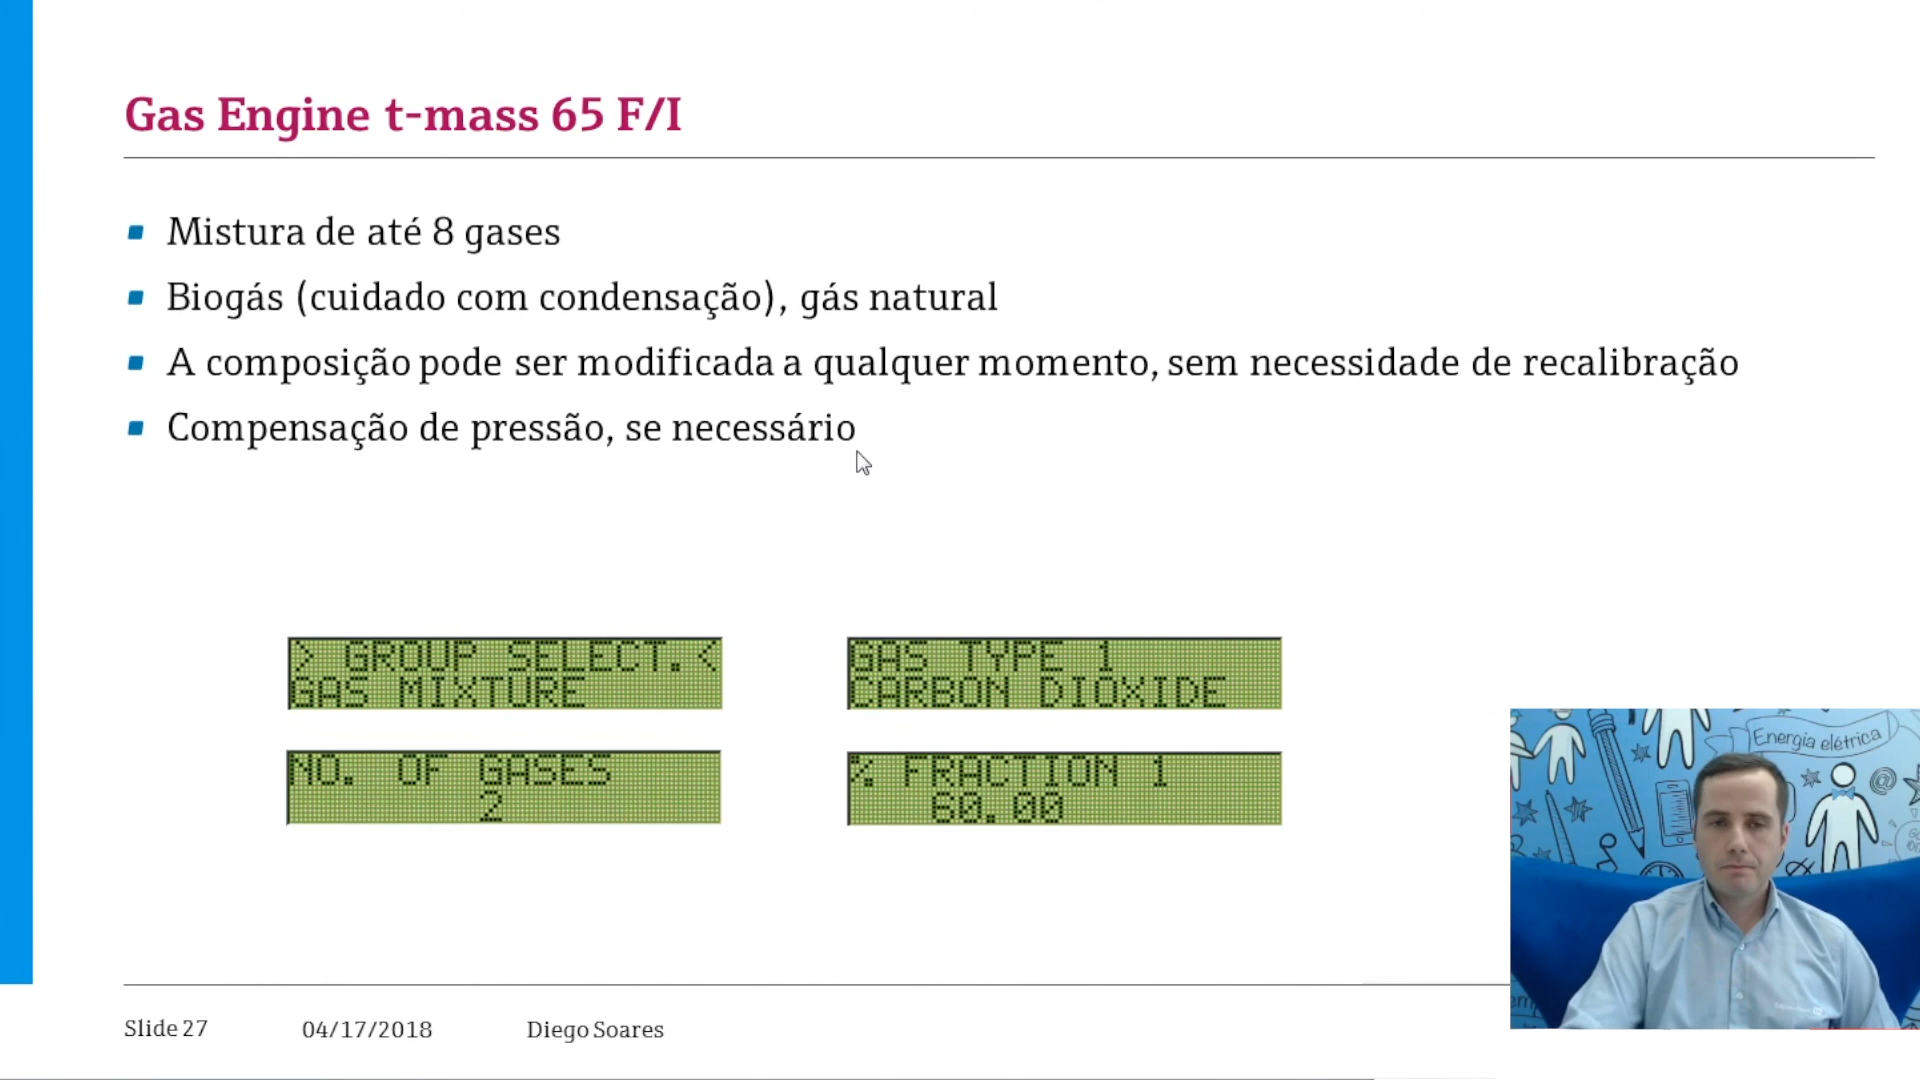 Gas Engine t-mass 65 F/I
Mistura de até 8 gases
Biogás (cuidado com condensação), gás natural
A composição pode ser modificada a qualquer momento, sem necessidade de recalibração
Compensação de pressão, se necessário
> GROUP SELECT. <
GAS MIXTURE
GAS TYPE 1
CARBON DIOXIDE
NO. OF GASES
2
% FRACTION 1
60.00
Energia elétrica
Slide 27
04/17/2018
Diego Soares